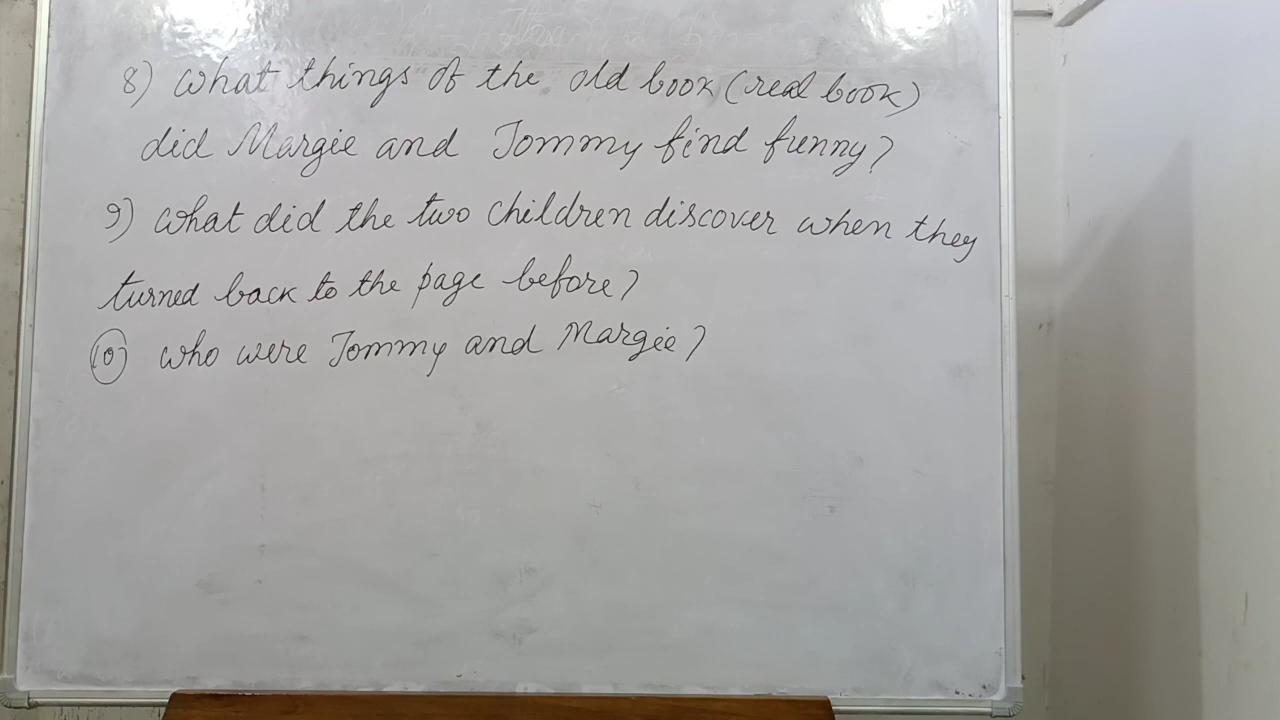 8) What things of the old book (real book)
did Margie and Tommy find funny?
9) What did the two children discover when they
turned back to the page before?
10) who were Tommy and Margie?